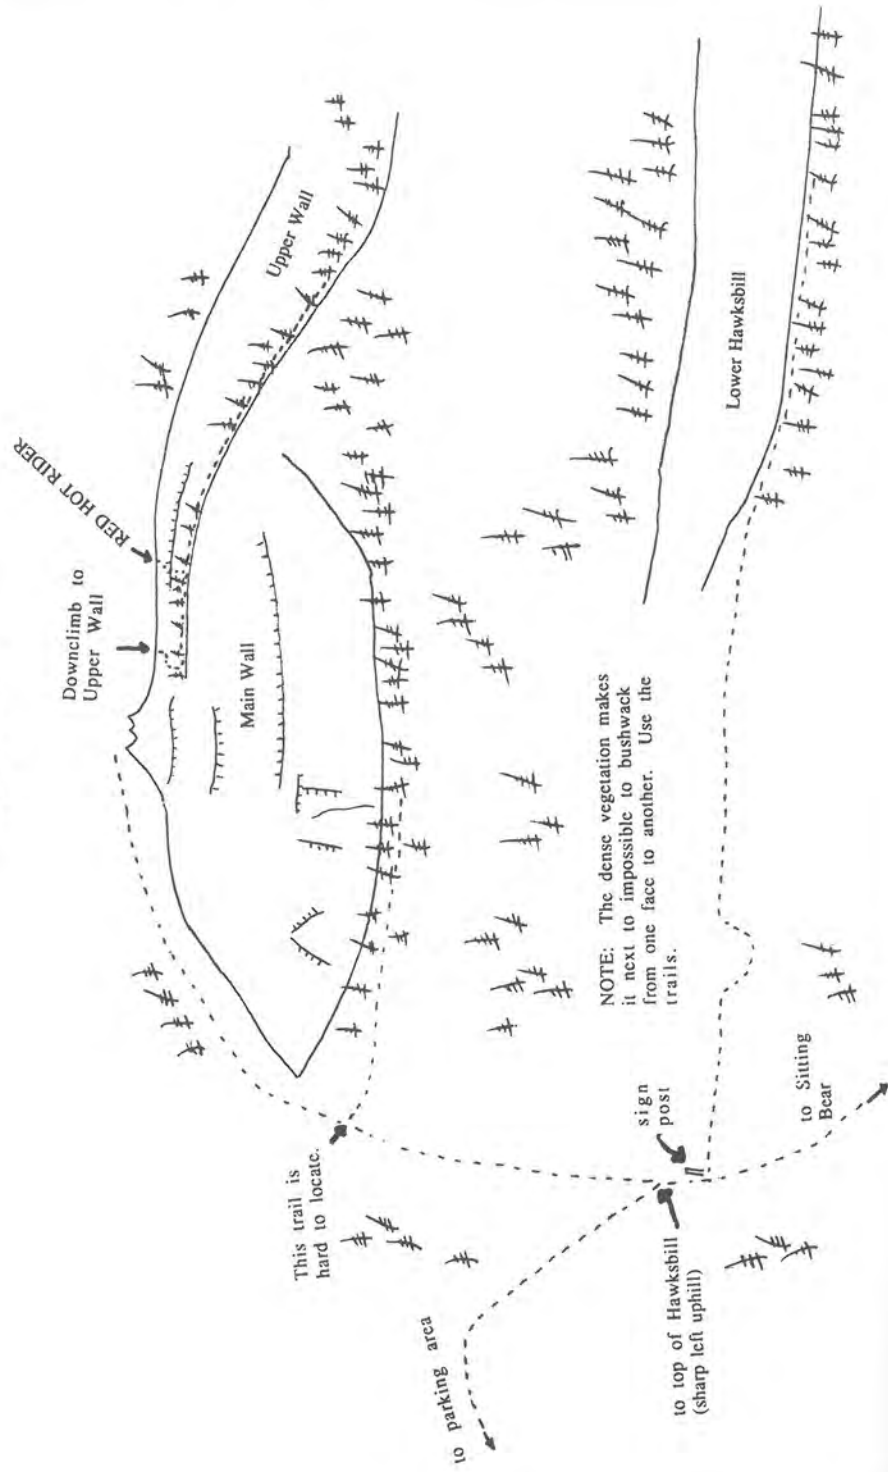 RED HOT RIDER
Downclimb to
Upper Wall
Upper Wall
Main Wall
Lower Hawksbill
This trail is
hard to locate.
NOTE: The dense vegetation makes
it next to impossible to bushwack
from one face to another. Use the
trails.
to parking area
sign
post
to Sitting
Bear
to top of Hawksbill
(sharp left uphill)